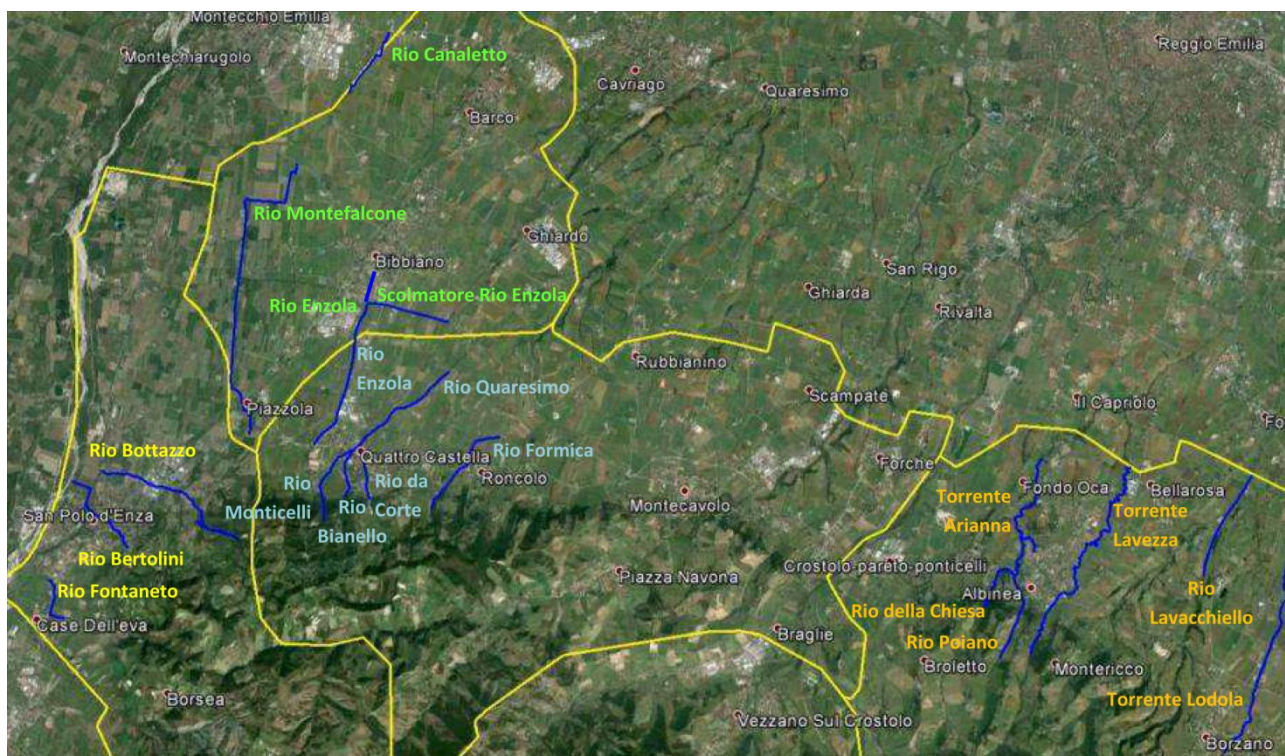 Montecchio Emilia
Montechiarugolo
Rio Canaletto
Reggio Emilia
Cavriago
Quaresimo
Barco
Rio Montefalcone
Ghiardo
Bibbiano
San Rigo
Ghiarda
Rio Enzola
Scolmatore Rio Enzola
Rivalta
Rio
Enzola
Rubbianino
Rio Quaresimo
Scampate
Il Capriolo
Piazzola
Fo
Rio Bottazzo
Quattro Castella
Rio Formica
Roncolo
Forche
Rio
Monticelli
Rio
Bianello
Rio da
Corte
Montecavolo
Torrente
Arianna
Fondo Oca
Bellarosa
Torrente
Lavezza
San Polo d'Enza
Rio Bertolini
Rio Fontaneto
Piazza Navona
Crostolo-pareto-ponticelli
Albinea
Rio
Lavacchiello
Case Dell'eva
Rio della Chiesa
Rio Poiano
Braglie
Broletto
Montericco
Borsea
Torrente Lodola
Vezzano Sul Crostolo
Borzano